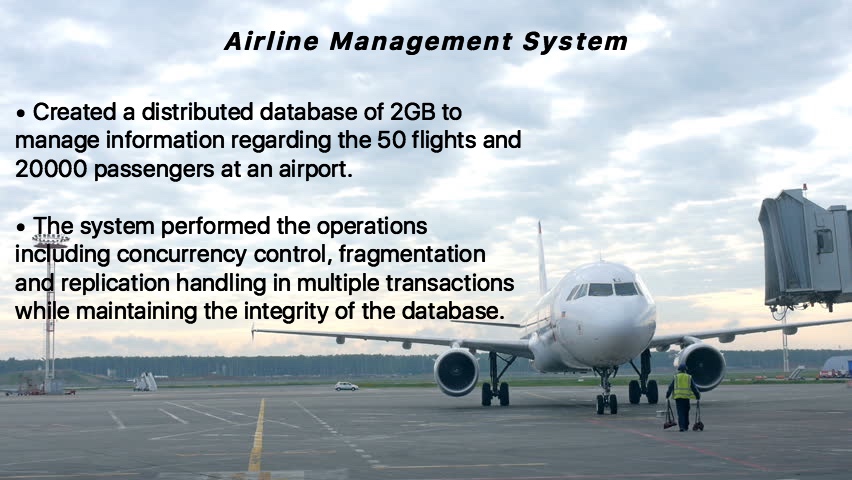 Airline Management System
• Created a distributed database of 2GB to
manage information regarding the 50 flights and
20000 passengers at an airport.
• The system performed the operations
including concurrency control, fragmentation
and replication handling in multiple transactions
while maintaining the integrity of the database.